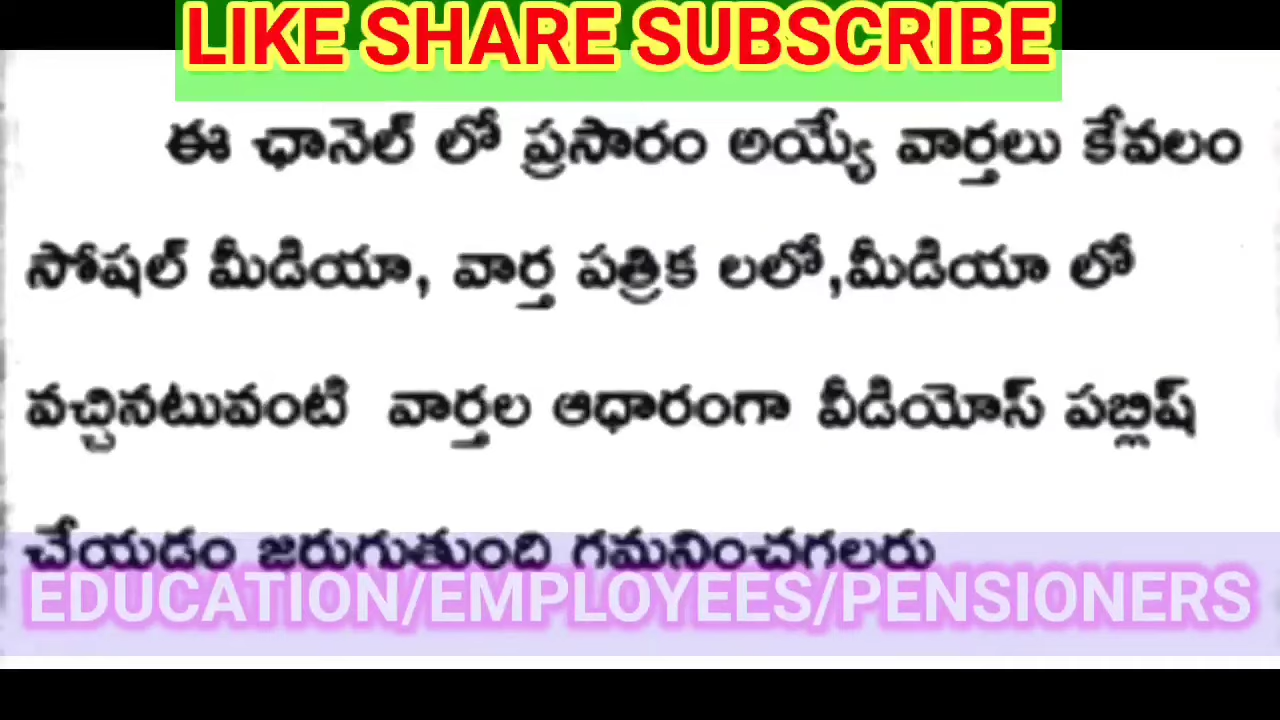 LIKE SHARE SUBSCRIBE
ఈ ఛానెల్ లో ప్రసారం అయ్యే వార్తలు కేవలం
సోషల్ మీడియా, వార్త పత్రిక లలో,మీడియా లో
వచ్చినటువంటి వార్తల ఆధారంగా వీడియోస్ పబ్లిష్
చేయడం జరుగుతుంది గమనించగలరు
EDUCATION/EMPLOYEES/PENSIONERS